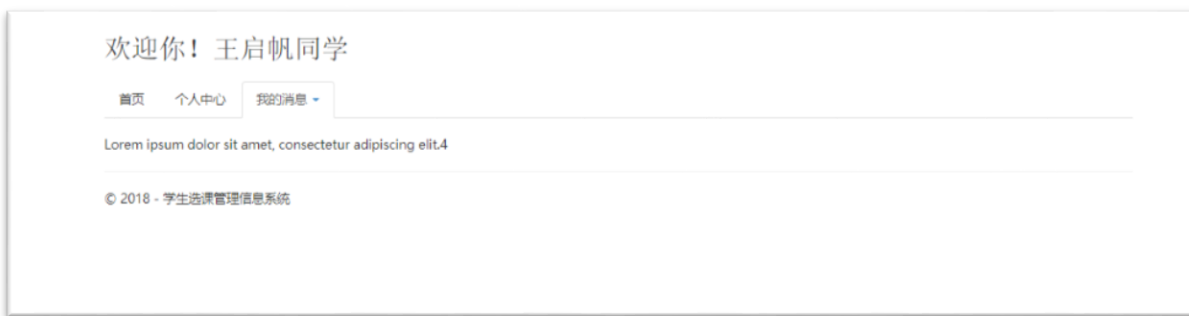 欢迎你！王启帆同学
首页 个人中心 我的消息
Lorem ipsum dolor sit amet, consectetur adipiscing elit.4
© 2018 - 学生选课管理信息系统